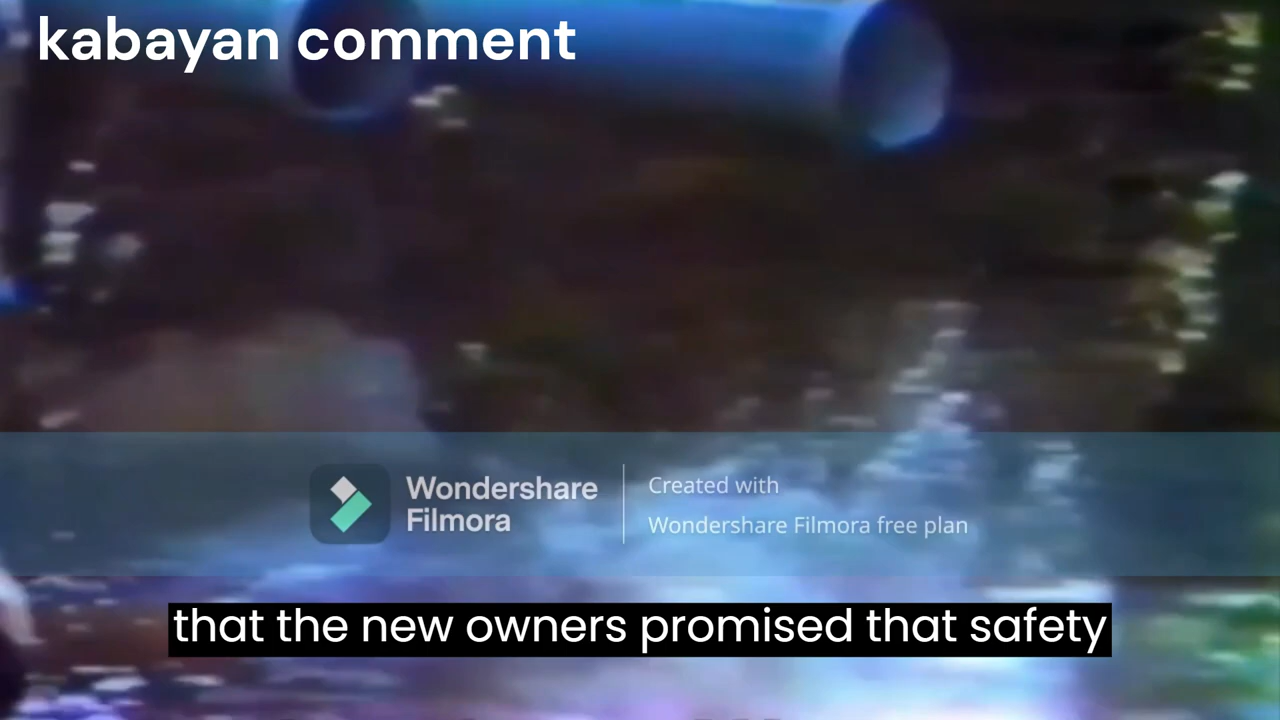 kabayan comment
Wondershare
Filmora
Created with
Wondershare Filmora free plan
that the new owners promised that safety